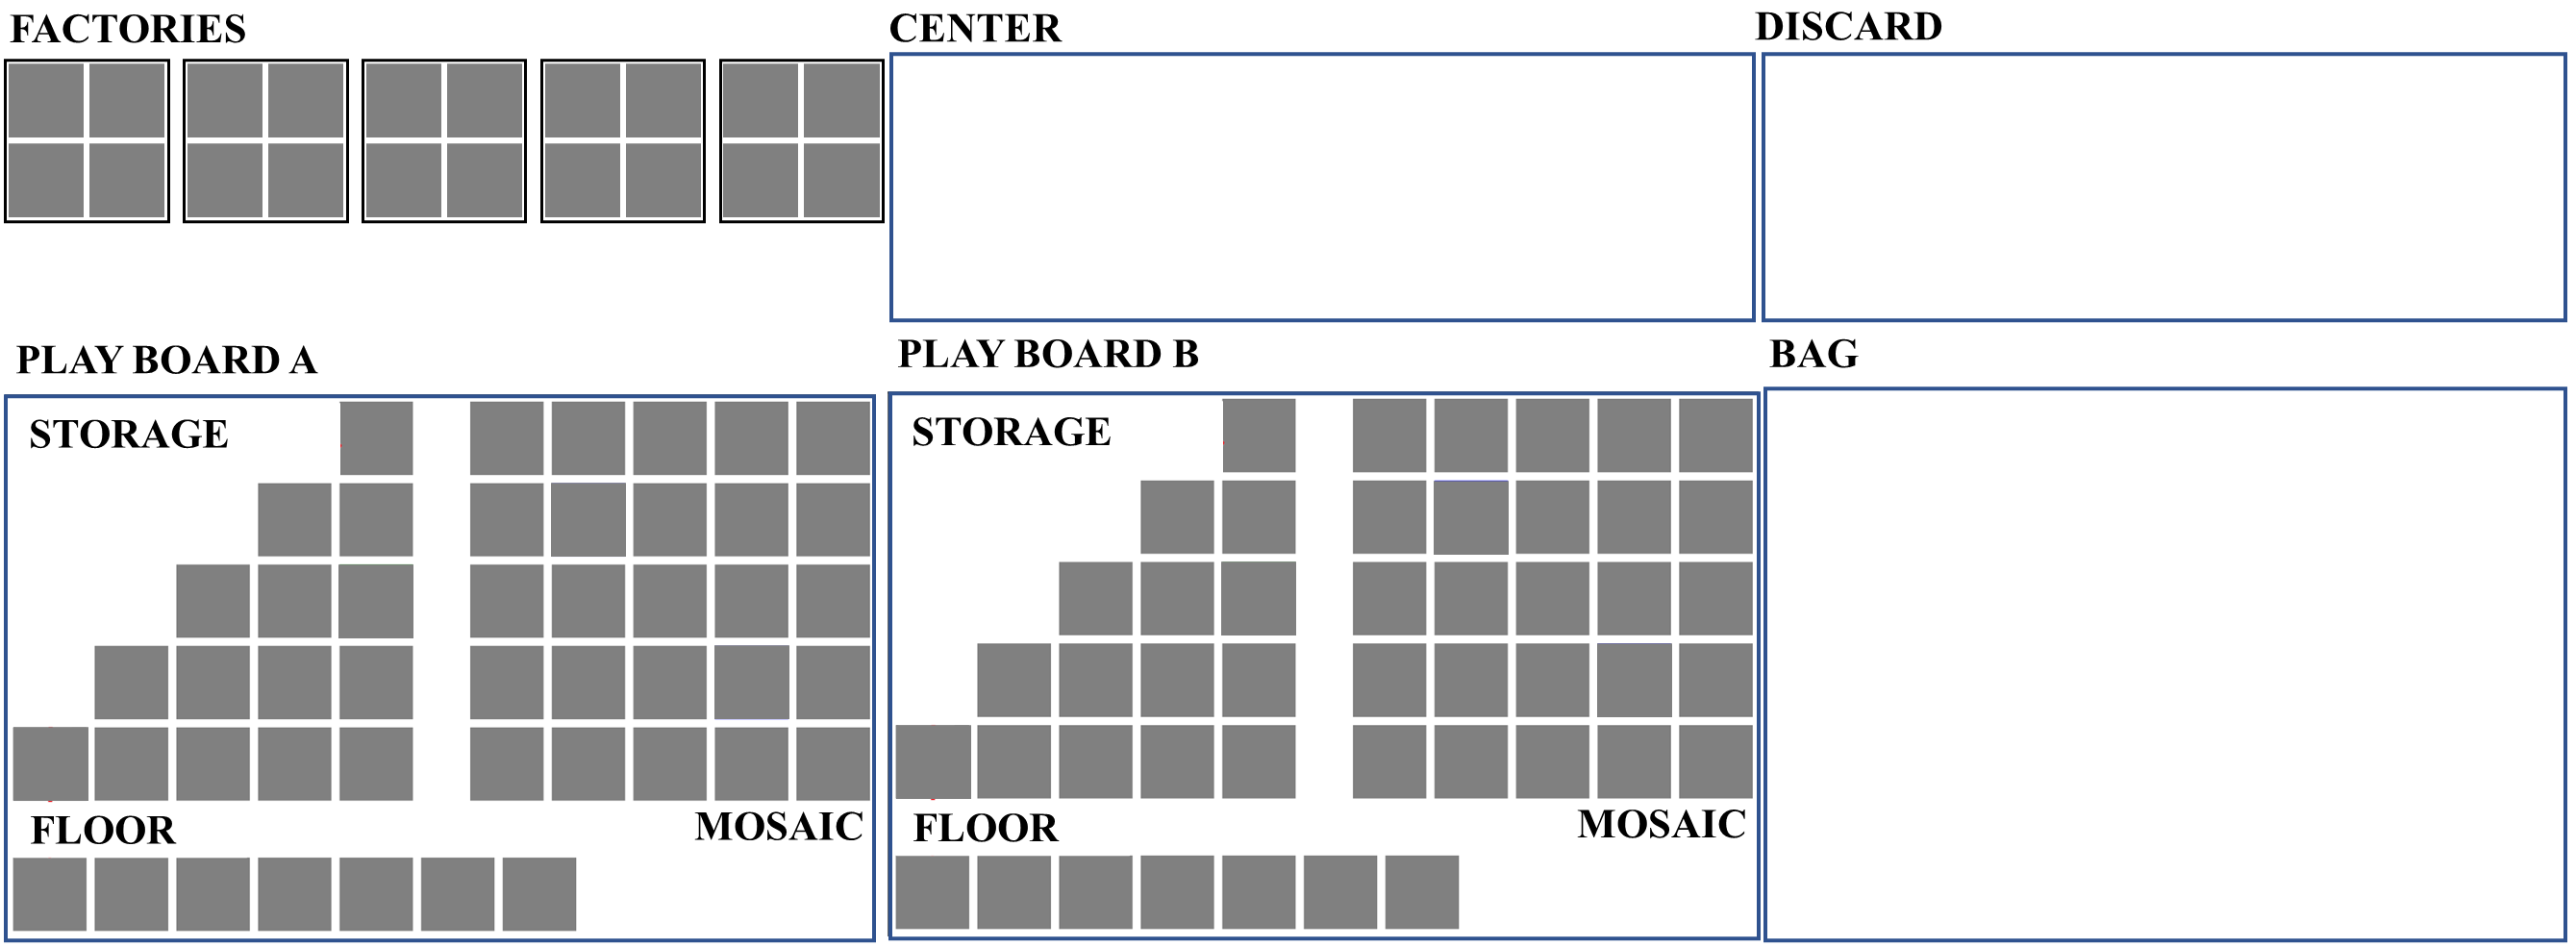 FACTORIES
CENTER
DISCARD
PLAY BOARD A
PLAY BOARD B
BAG
STORAGE
STORAGE
FLOOR
MOSAIC
FLOOR
MOSAIC